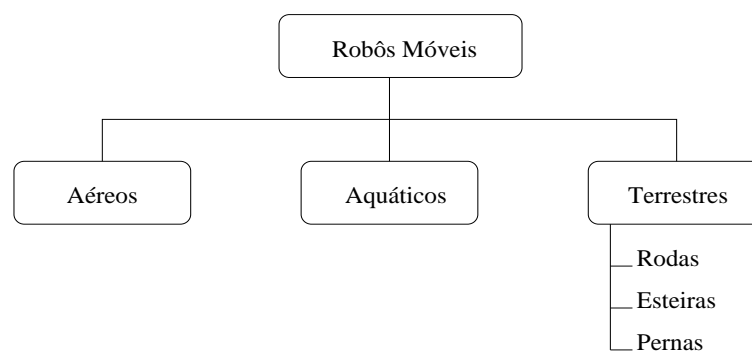 Robôs Móveis
Aéreos
Aquáticos
Terrestres
Rodas
Esteiras
Pernas